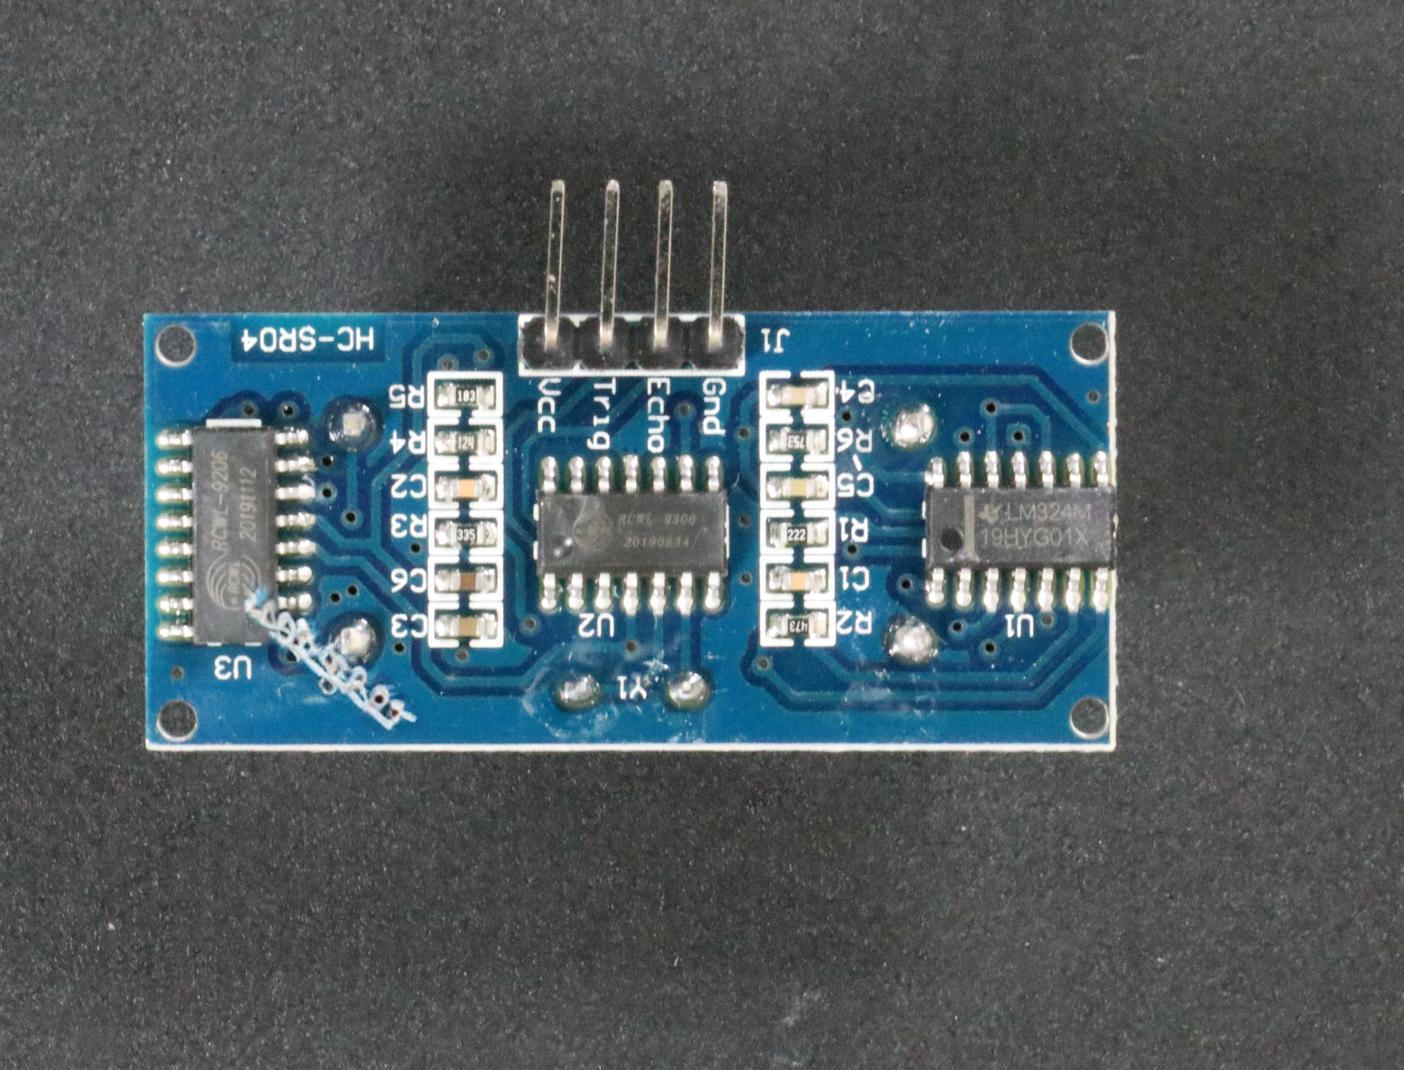 HC-SR04
J1
Vcc
Trig
Echo
Gnd
R5
103
R4
124
C2
R3
335
C6
C3
C4
R6
753
C5
R1
222
C1
R2
473
RCWL-9206
20191112
U3
RCWL-9300
20190834
U2
Y1
LM324M
19HYG01X
U1